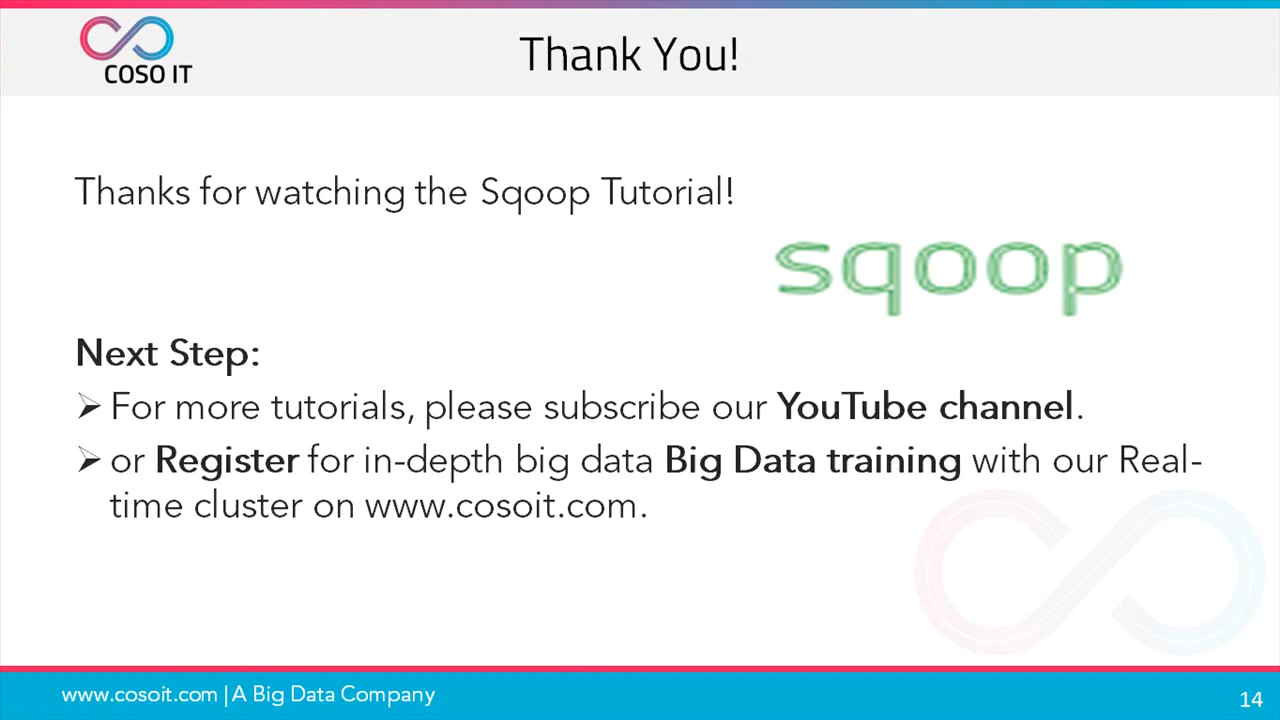 COSO IT
Thank You!
Thanks for watching the Sqoop Tutorial!
sqoop
Next Step:
➢ For more tutorials, please subscribe our YouTube channel.
➢ or Register for in-depth big data Big Data training with our Real-
time cluster on www.cosoit.com.
www.cosoit.com | A Big Data Company
14